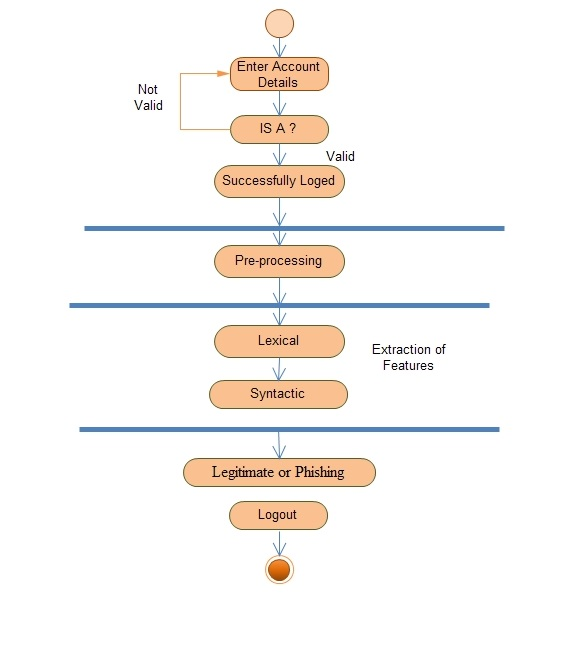 Enter Account
Details
Not
Valid
IS A ?
Valid
Successfully Loged
Pre-processing
Lexical
Extraction of
Features
Syntactic
Legitimate or Phishing
Logout